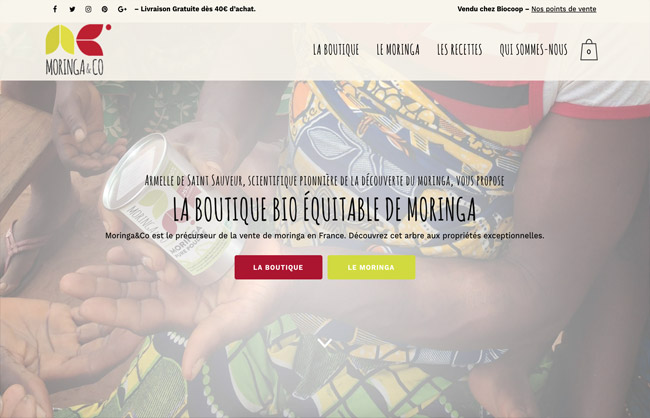 – Livraison Gratuite dès 40€ d'achat.
Vendu chez Biocoop – Nos points de vente
MORINGA&CO
LA BOUTIQUE
LE MORINGA
LES RECETTES
QUI SOMMES-NOUS
0
Armelle de Saint Sauveur, scientifique pionnière de la découverte du moringa, vous propose
LA BOUTIQUE BIO ÉQUITABLE DE MORINGA
Moringa&Co est le précurseur de la vente de moringa en France. Découvrez cet arbre aux propriétés exceptionnelles.
LA BOUTIQUE
LE MORINGA
MORINGA